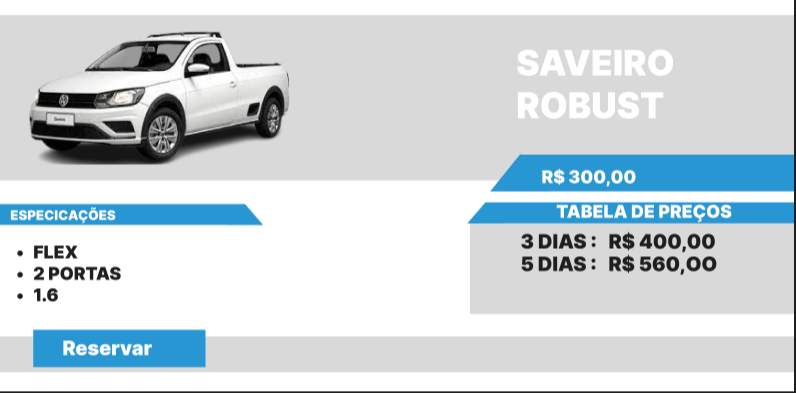 SAVEIRO
ROBUST
R$ 300,00
ESPECICAÇÕES
TABELA DE PREÇOS
• FLEX
• 2 PORTAS
• 1.6
3 DIAS : R$ 400,00
5 DIAS : R$ 560,OO
Reservar